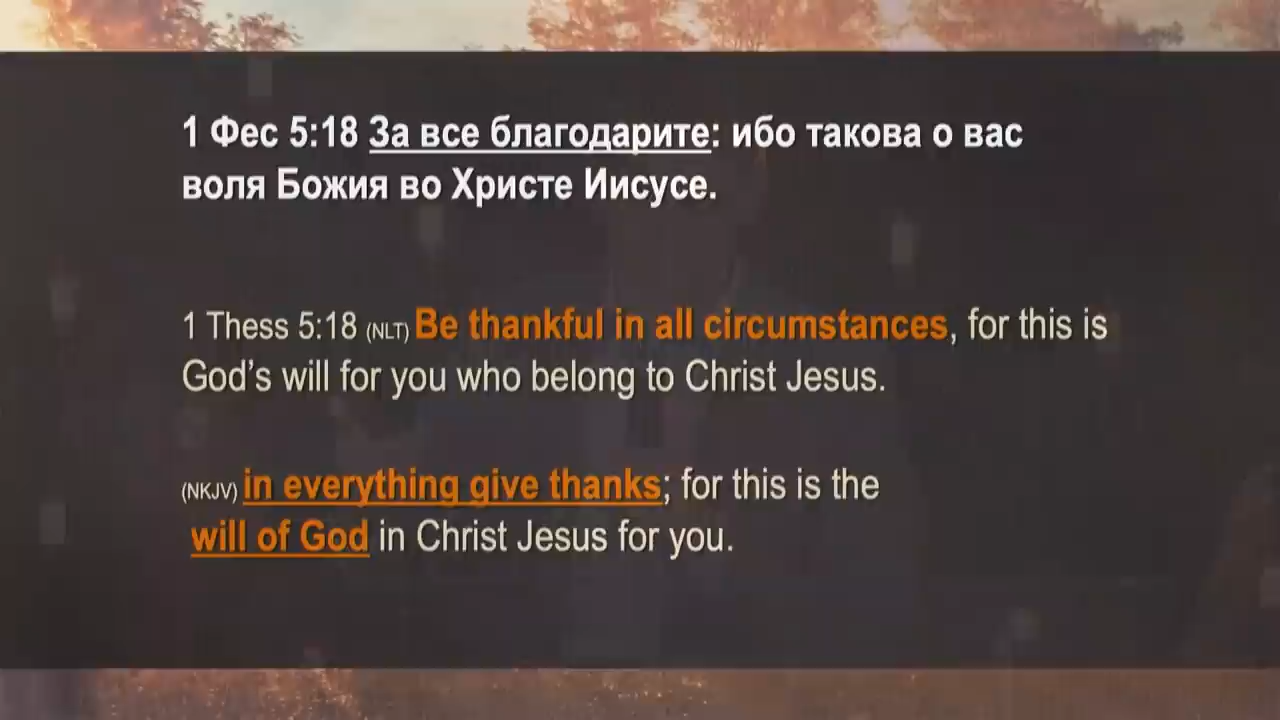 1 Фес 5:18 За все благодарите: ибо такова о вас
воля Божия во Христе Иисусе.
1 Thess 5:18 (NLT) Be thankful in all circumstances, for this is
God’s will for you who belong to Christ Jesus.
(NKJV) in everything give thanks; for this is the
will of God in Christ Jesus for you.